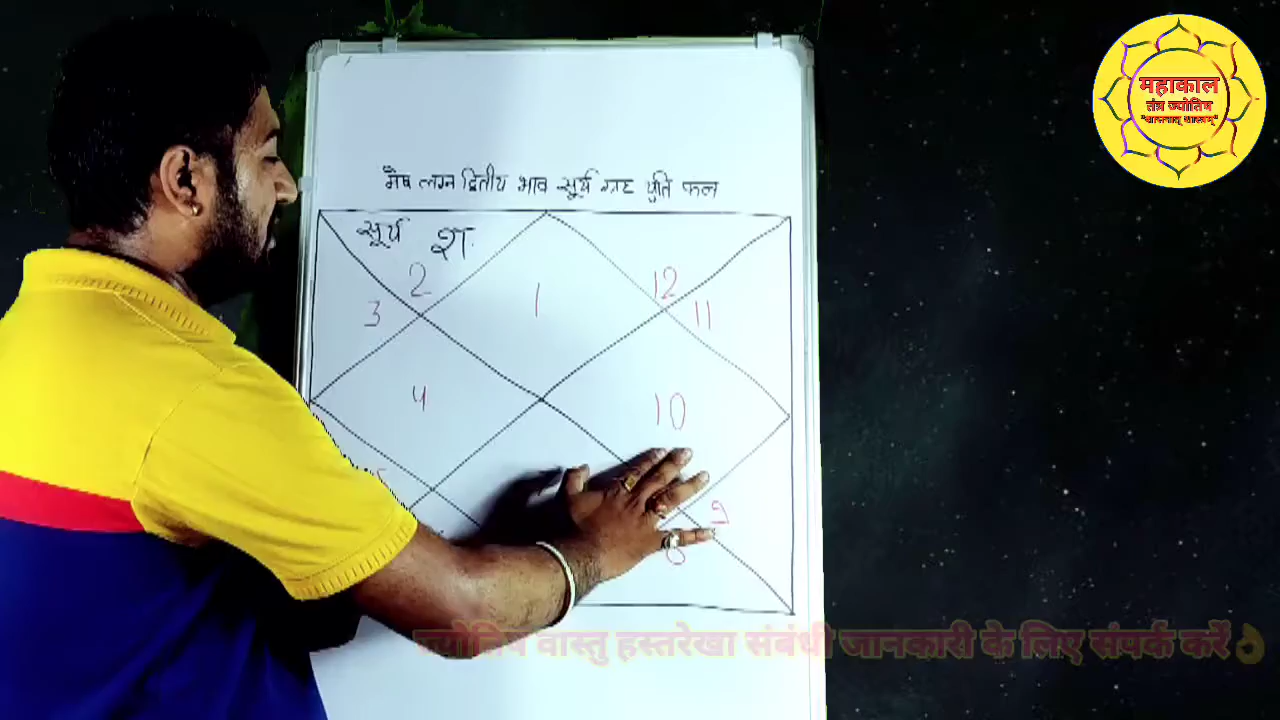 महाकाल
तंत्र ज्योतिष
मैष लग्न द्वितीय भाव सूर्य ग्रह युति फल
सूर्य श.
2
1
12
3
11
4
10
9
8
ज्योतिष वास्तु हस्तरेखा संबंधी जानकारी के लिए संपर्क करें👌